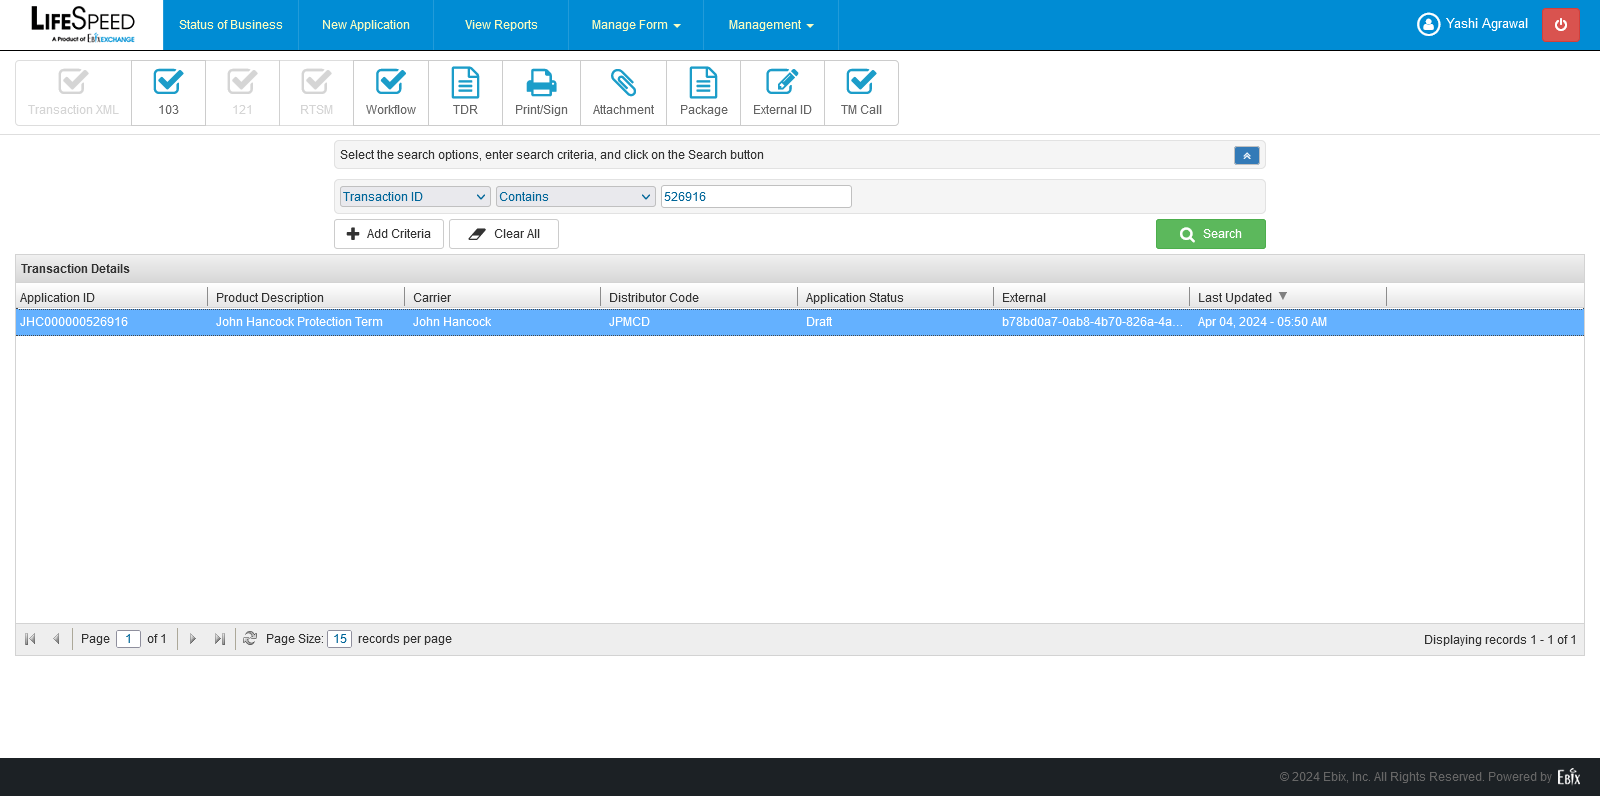 LIFESPEED
A Product of EbixEXCHANGE
Status of Business
New Application
View Reports
Manage Form
Management
Yashi Agrawal
Transaction XML
103
121
RTSM
Workflow
TDR
Print/Sign
Attachment
Package
External ID
TM Call
Select the search options, enter search criteria, and click on the Search button
Transaction ID
Contains
526916
Add Criteria
Clear All
Search
Transaction Details
Application ID
Product Description
Carrier
Distributor Code
Application Status
External
Last Updated
JHC000000526916
John Hancock Protection Term
John Hancock
JPMCD
Draft
b78bd0a7-0ab8-4b70-826a-4a...
Apr 04, 2024 - 05:50 AM
Page 1 of 1
Page Size: 15 records per page
Displaying records 1 - 1 of 1
© 2024 Ebix, Inc. All Rights Reserved. Powered by Ebix